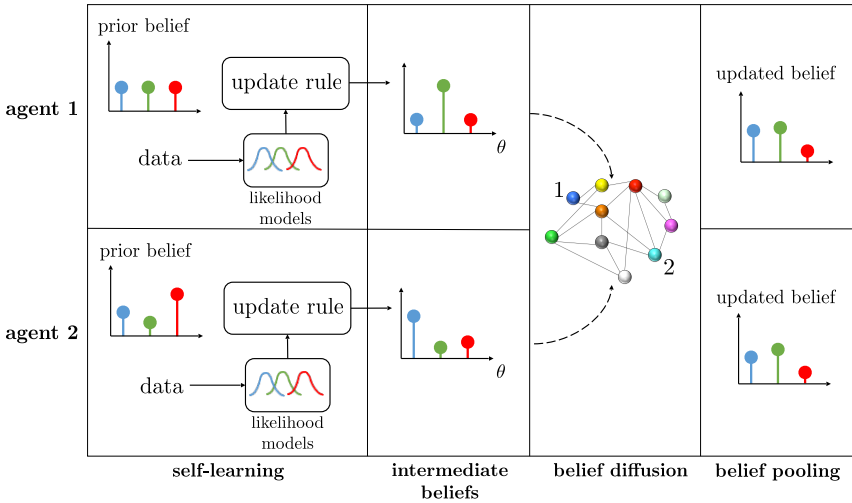 prior belief
agent 1
update rule
data
likelihood
models
θ
1
2
updated belief
prior belief
agent 2
update rule
data
likelihood
models
θ
updated belief
self-learning
intermediate
beliefs
belief diffusion
belief pooling